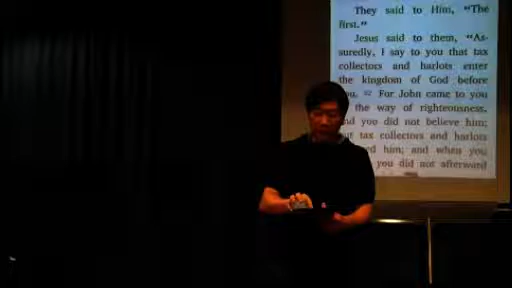 They said to Him, "The
first."
Jesus said to them, "As-
suredly, I say to you that tax
collectors and harlots enter
the kingdom of God before
32 For John came to you
the way of righteousness,
you did not believe him;
tax collectors and harlots
him; and when you
you did not afterward